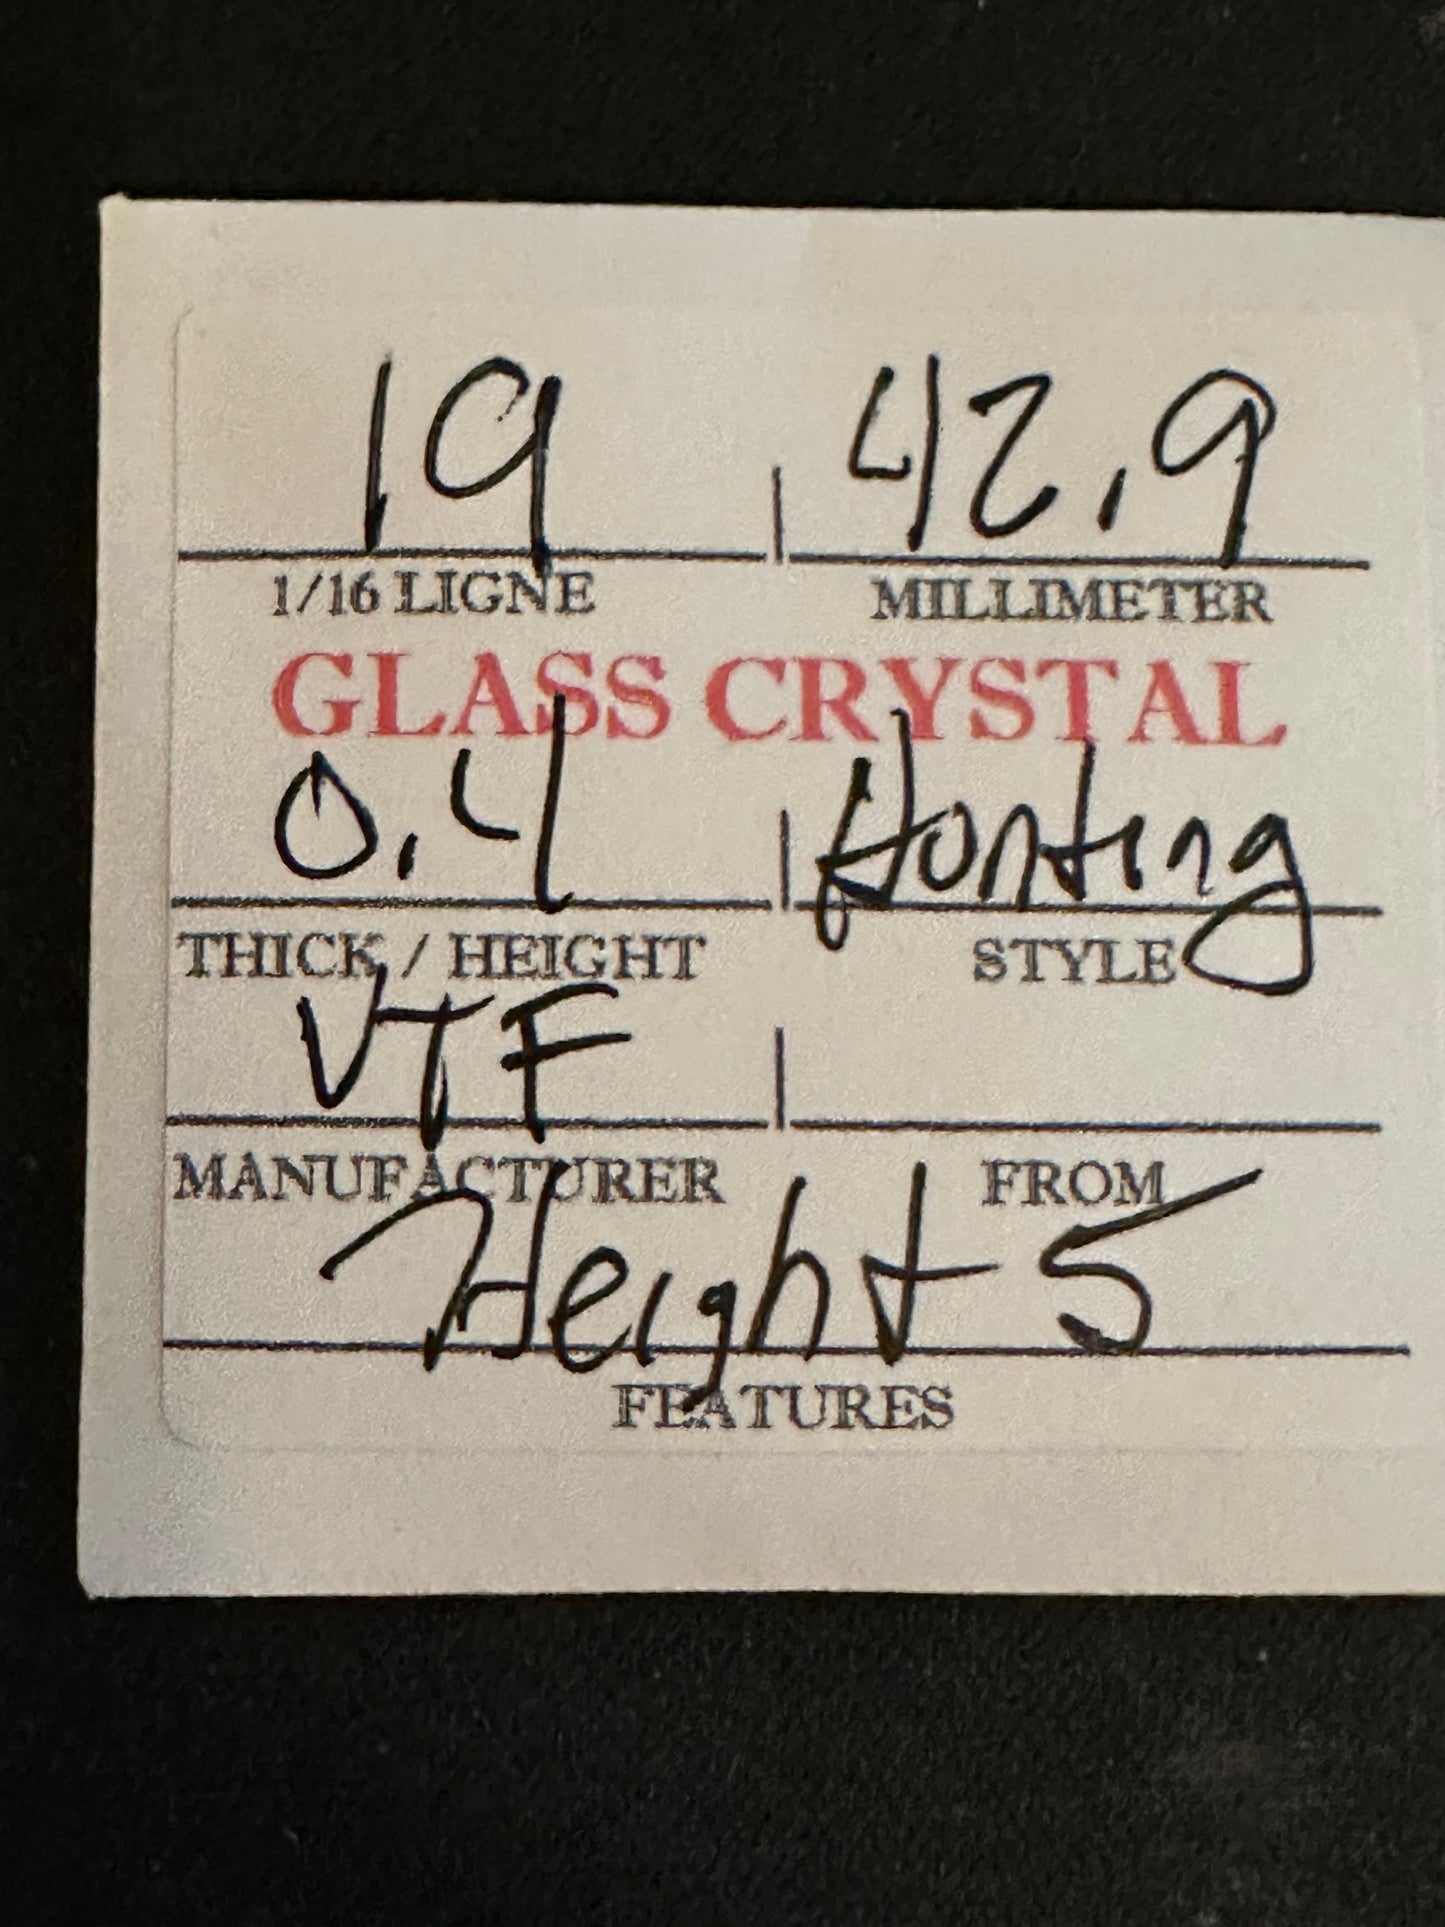 19 42.9
1/16 LIGNE MILLIMETER
GLASS CRYSTAL
0.4 Honting
THICK / HEIGHT STYLE
VTF
MANUFACTURER FROM
Height 5
FEATURES